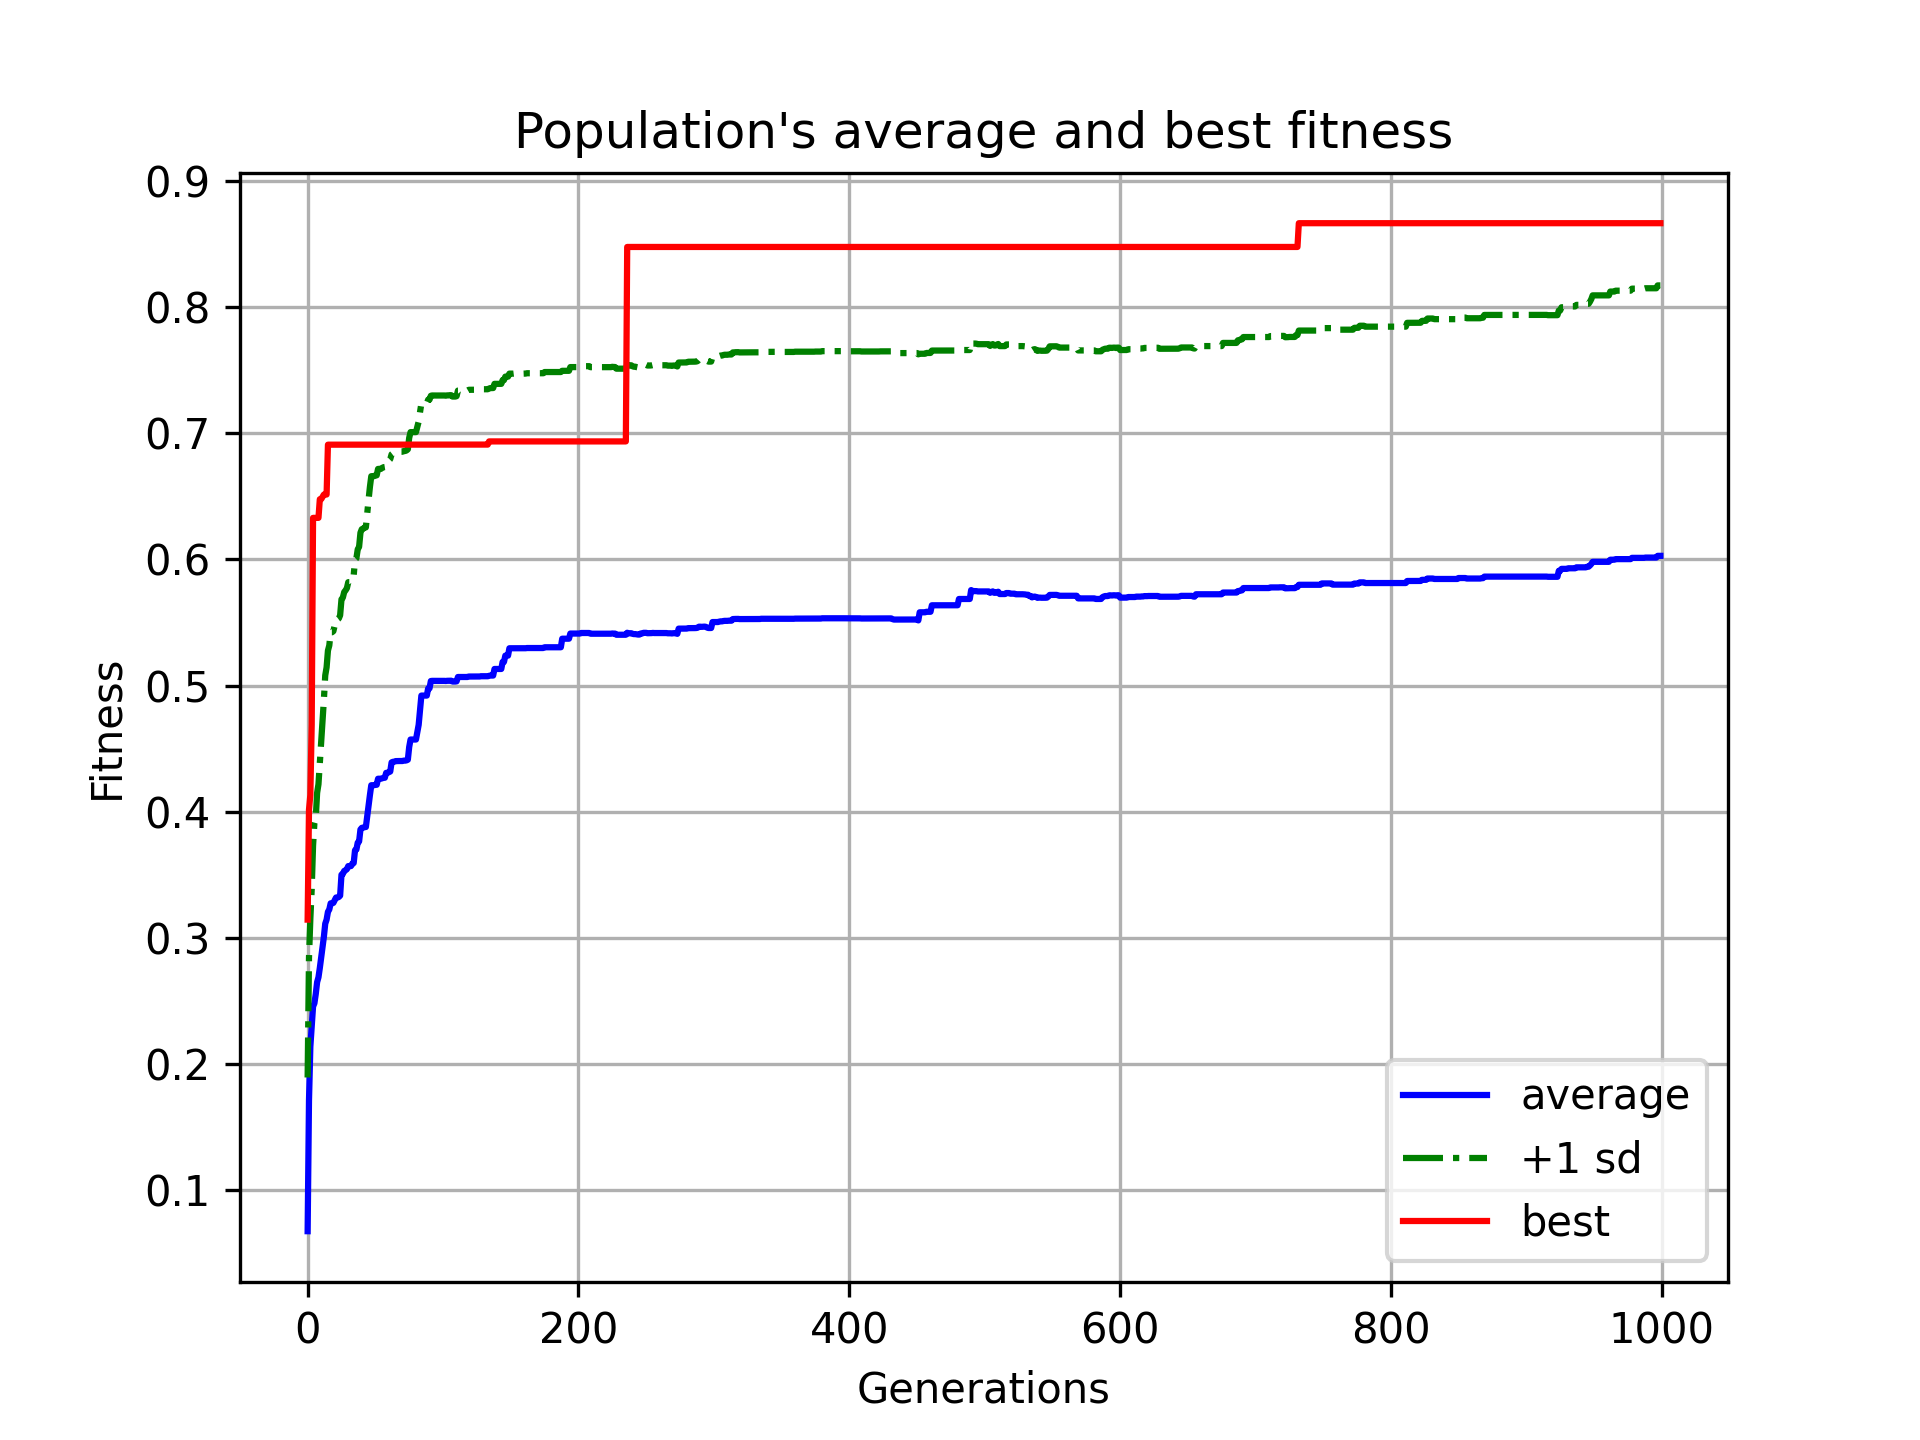 Population's average and best fitness
0.9
0.8
0.7
0.6
0.5
0.4
0.3
0.2
0.1
Fitness
average
+1 sd
best
0 200 400 600 800 1000
Generations